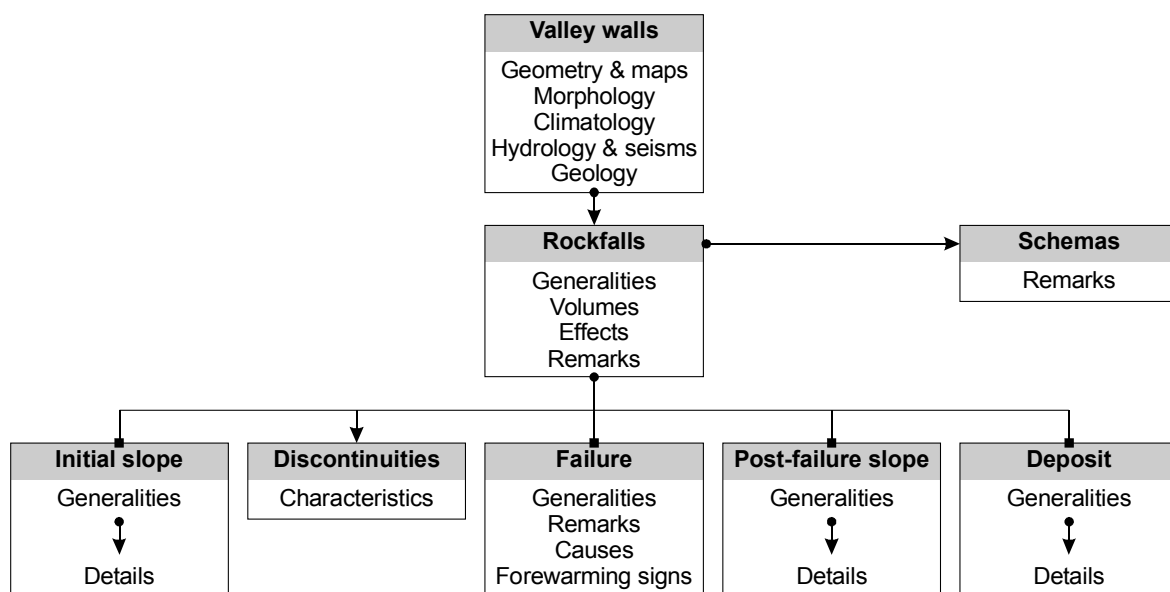 Valley walls
Geometry & maps
Morphology
Climatology
Hydrology & seisms
Geology
Rockfalls
Generalities
Volumes
Effects
Remarks
Schemas
Remarks
Initial slope
Generalities
Details
Discontinuities
Characteristics
Failure
Generalities
Remarks
Causes
Forewarming signs
Post-failure slope
Generalities
Details
Deposit
Generalities
Details